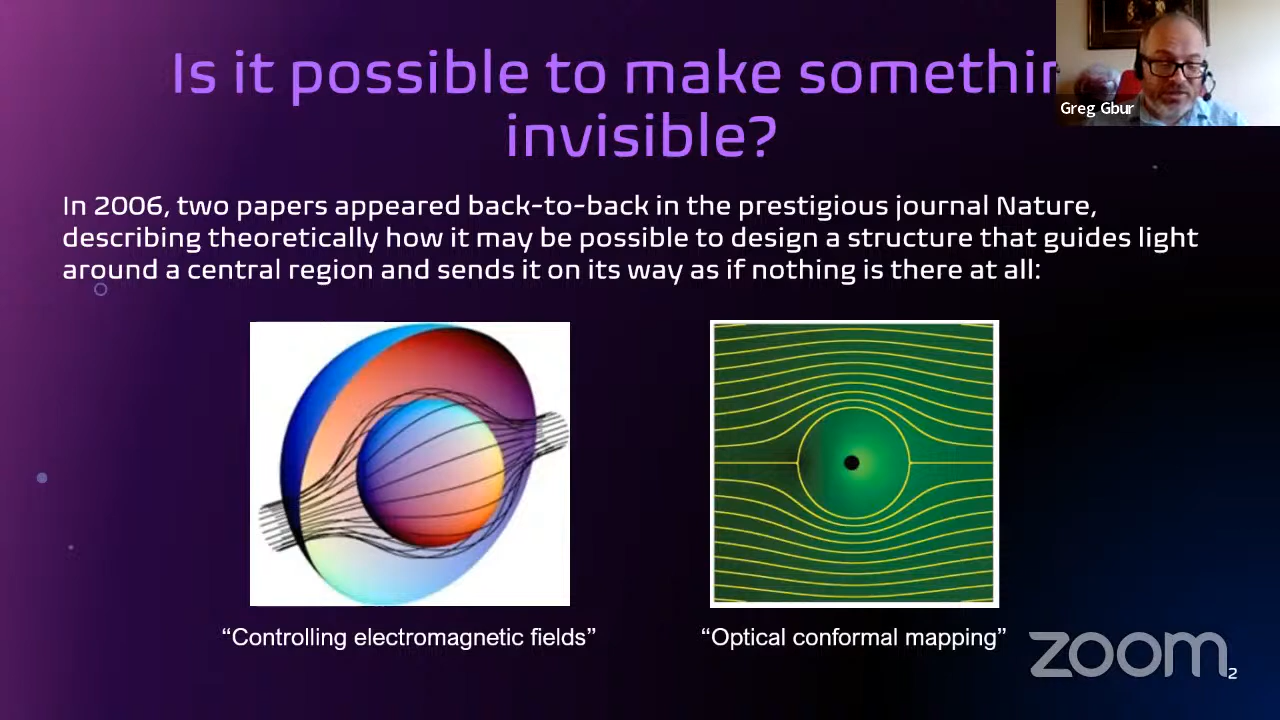 Is it possible to make somethin
invisible?
Greg Gbur
In 2006, two papers appeared back-to-back in the prestigious journal Nature,
describing theoretically how it may be possible to design a structure that guides light
around a central region and sends it on its way as if nothing is there at all:
“Controlling electromagnetic fields”
“Optical conformal mapping”
zoom
2